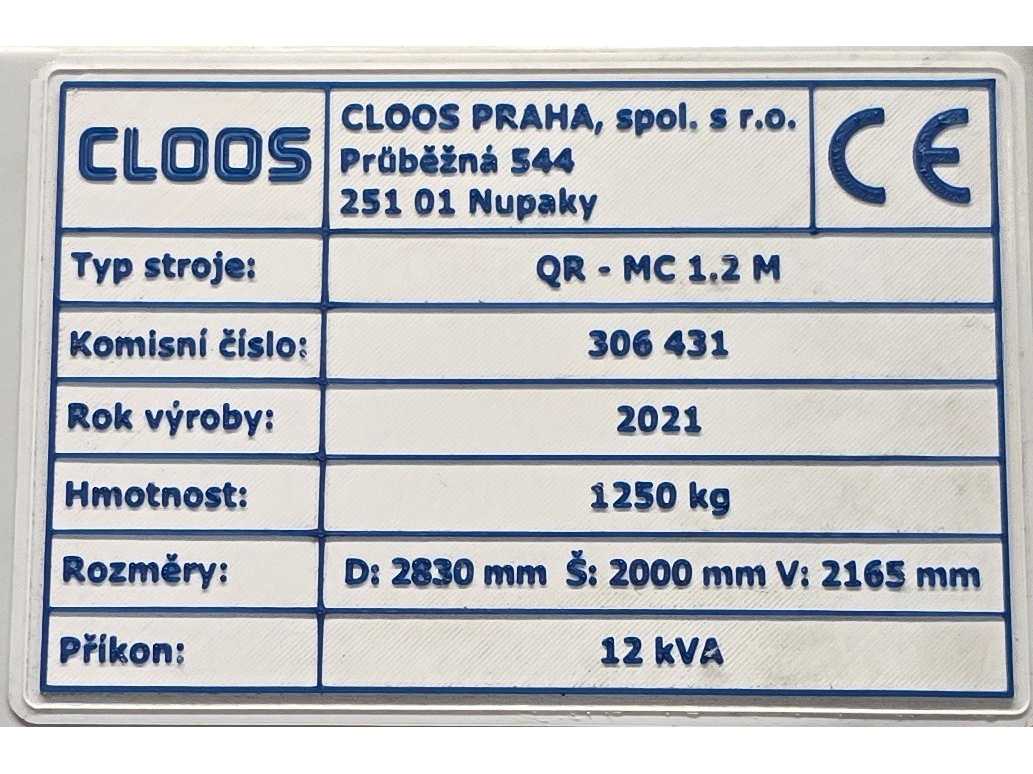 CLOOS
CLOOS PRAHA, spol. s r.o.
Průběžná 544
251 01 Nupaky
CE
Typ stroje: QR - MC 1.2 M
Komisní číslo: 306 431
Rok výroby: 2021
Hmotnost: 1250 kg
Rozměry: D: 2830 mm Š: 2000 mm V: 2165 mm
Příkon: 12 kVA